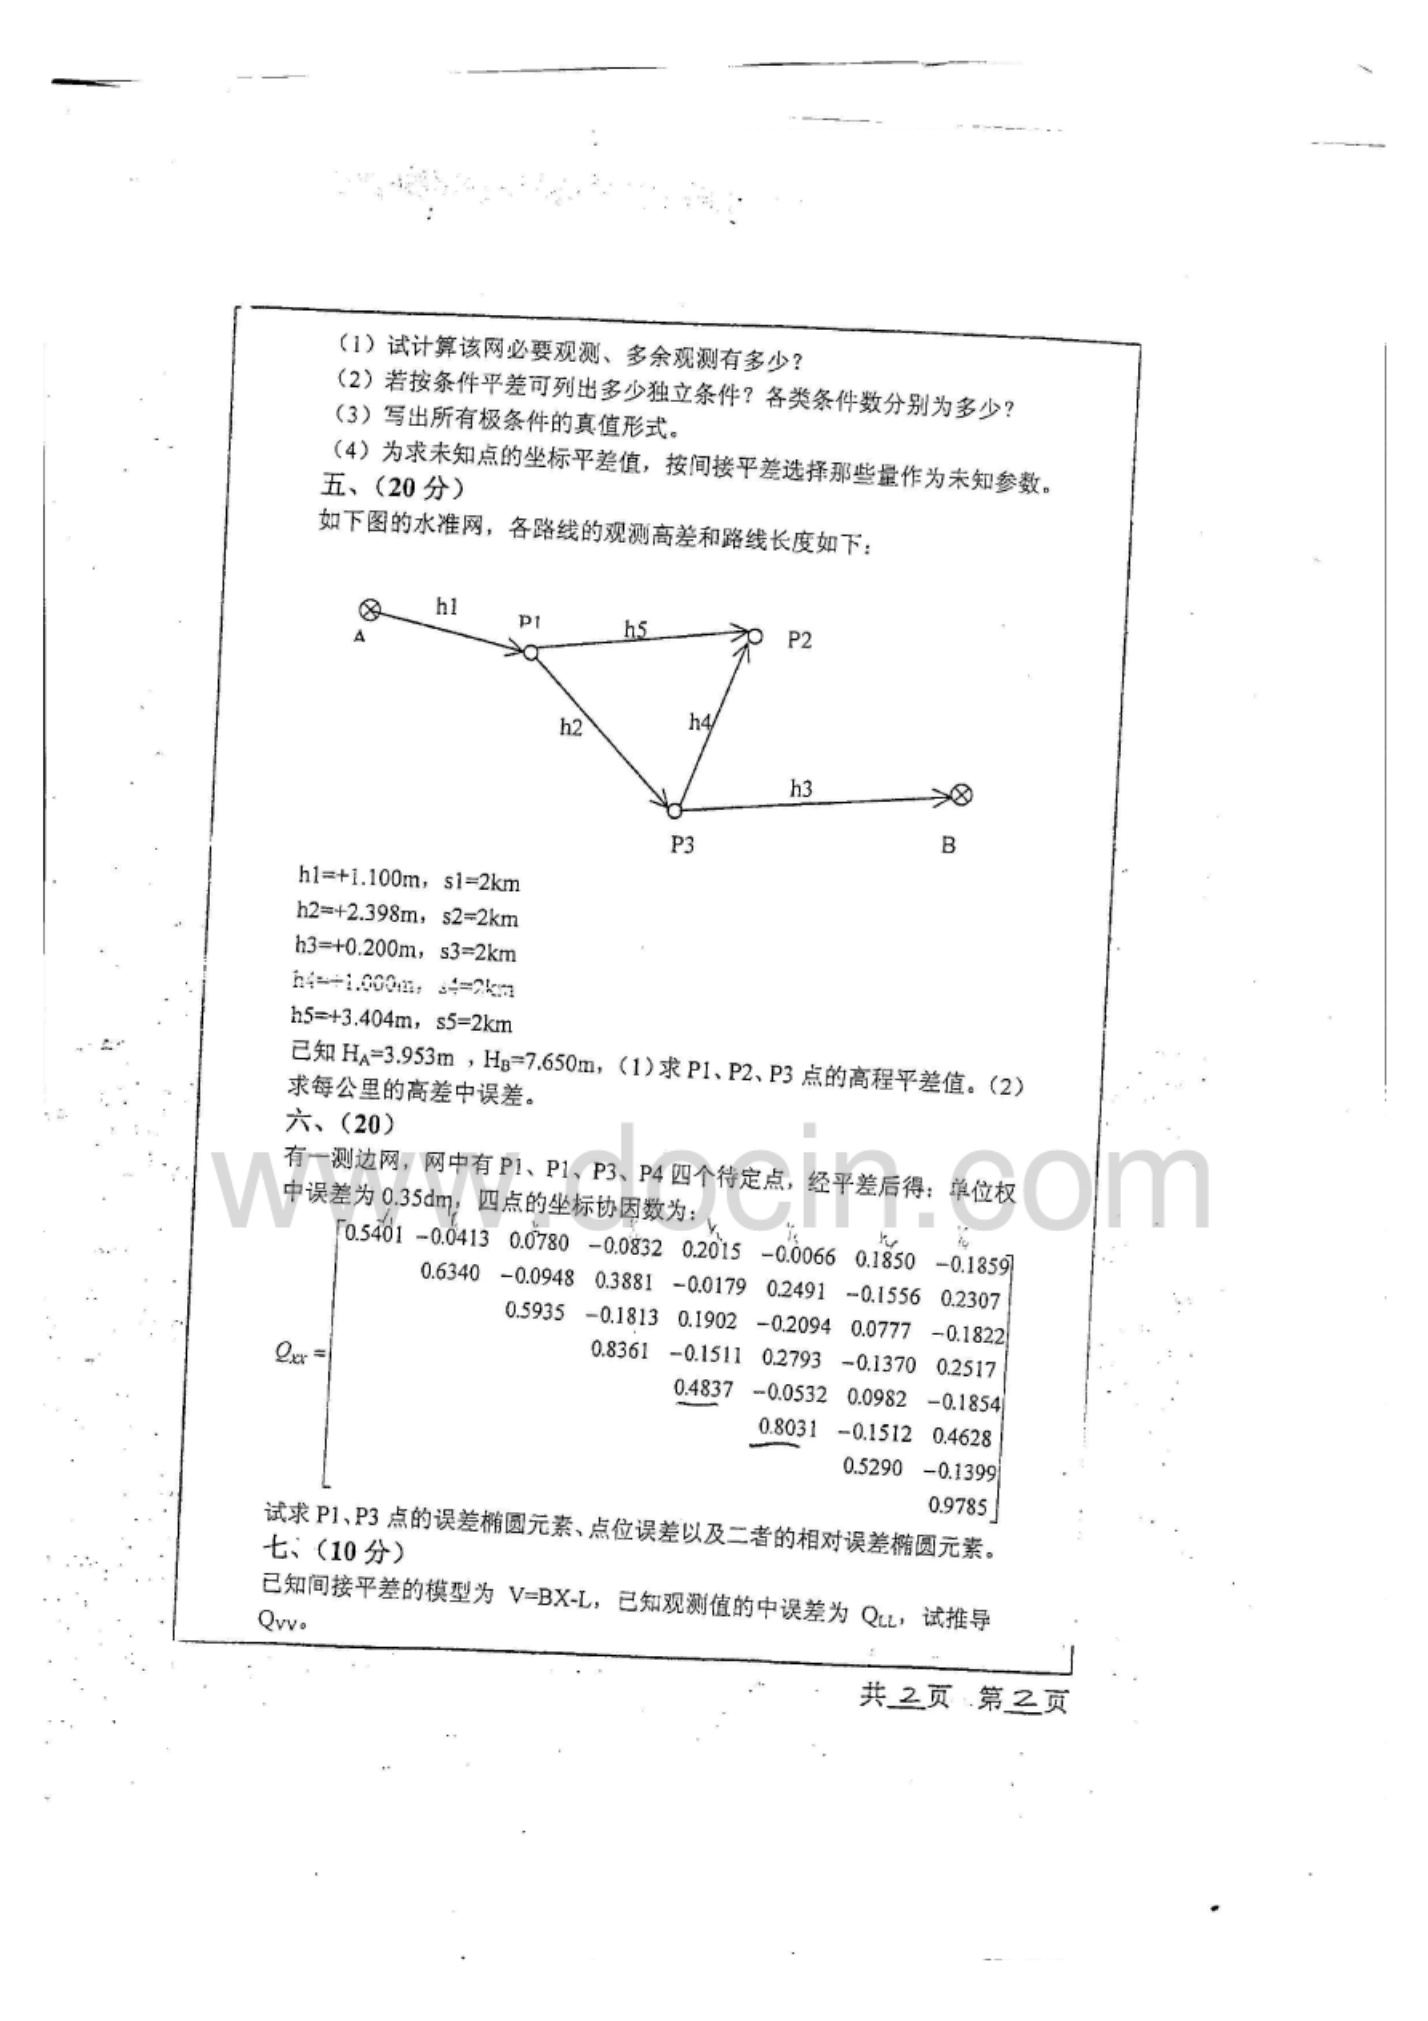 （1）试计算该网必要观测、多余观测有多少？
（2）若按条件平差可列出多少独立条件？各类条件数分别为多少？
（3）写出所有极条件的真值形式。
（4）为求未知点的坐标平差值，按间接平差选择那些量作为未知参数。
五、（20 分）
如下图的水准网，各路线的观测高差和路线长度如下：
h1
A
P1
h5
P2
h2
h4
h3
P3
B
h1=+1.100m，s1=2km
h2=+2.398m，s2=2km
h3=+0.200m，s3=2km
h4=+1.000m，s4=2km
h5=+3.404m，s5=2km
已知 HA=3.953m ，HB=7.650m，（1）求 P1、P2、P3 点的高程平差值。（2）
求每公里的高差中误差。
六、（20）
有一测边网，网中有 P1、P1、P3、P4 四个待定点，经平差后得：单位权
中误差为 0.35dm，四点的坐标协因数为：
0.5401 −0.0413 0.0780 −0.0832 0.2015 −0.0066 0.1850 −0.1859
0.6340 −0.0948 0.3881 −0.0179 0.2491 −0.1556 0.2307
0.5935 −0.1813 0.1902 −0.2094 0.0777 −0.1822
Qxx =
0.8361 −0.1511 0.2793 −0.1370 0.2517
0.4837 −0.0532 0.0982 −0.1854
0.8031 −0.1512 0.4628
0.5290 −0.1399
0.9785
试求 P1、P3 点的误差椭圆元素、点位误差以及二者的相对误差椭圆元素。
七、（10 分）
已知间接平差的模型为 V=BX-L，已知观测值的中误差为 QLL，试推导
QVV。
共 2 页 第 2 页
www.docin.com